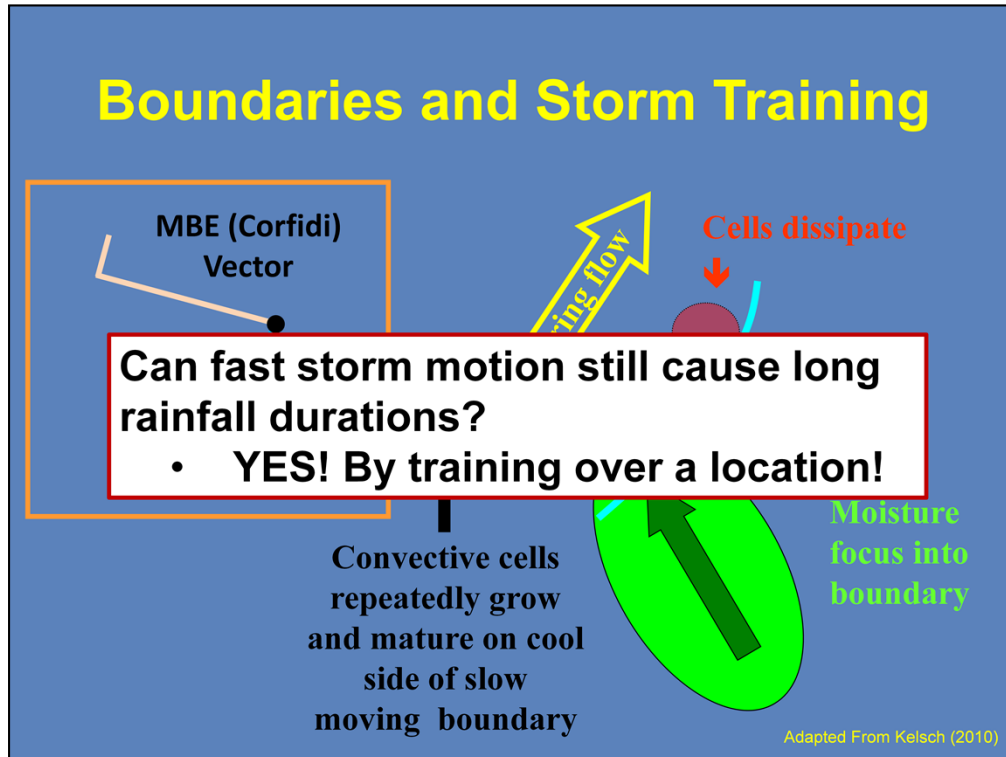 Boundaries and Storm Training
MBE (Corfidi)
Vector
flow
Cells dissipate
Can fast storm motion still cause long
rainfall durations?
• YES! By training over a location!
Moisture
focus into
boundary
Convective cells
repeatedly grow
and mature on cool
side of slow
moving boundary
Adapted From Kelsch (2010)